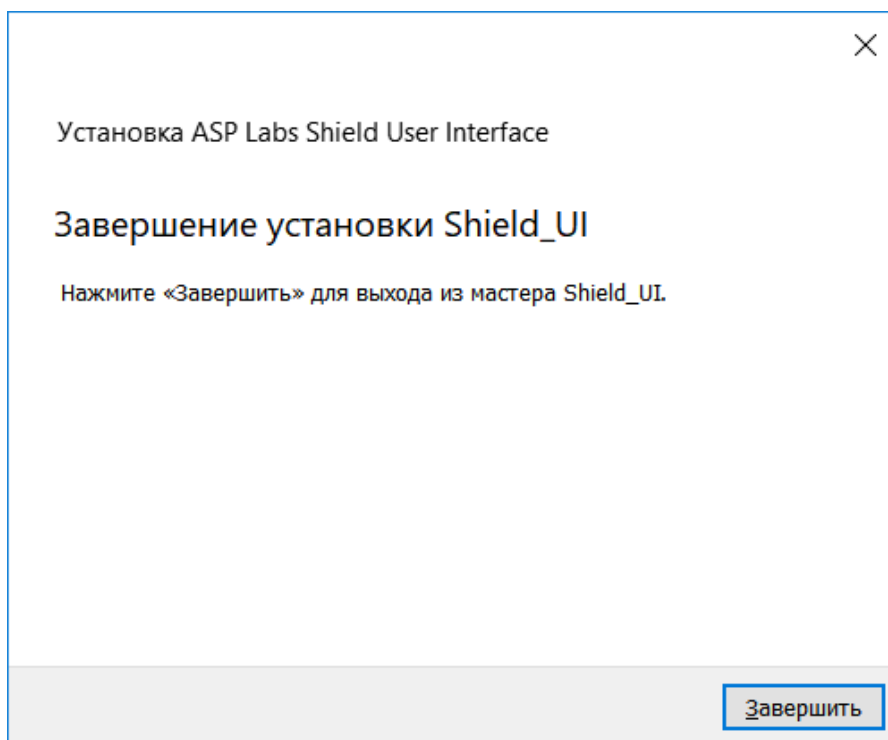 Установка ASP Labs Shield User Interface
Завершение установки Shield_UI
Нажмите «Завершить» для выхода из мастера Shield_UI.
Завершить